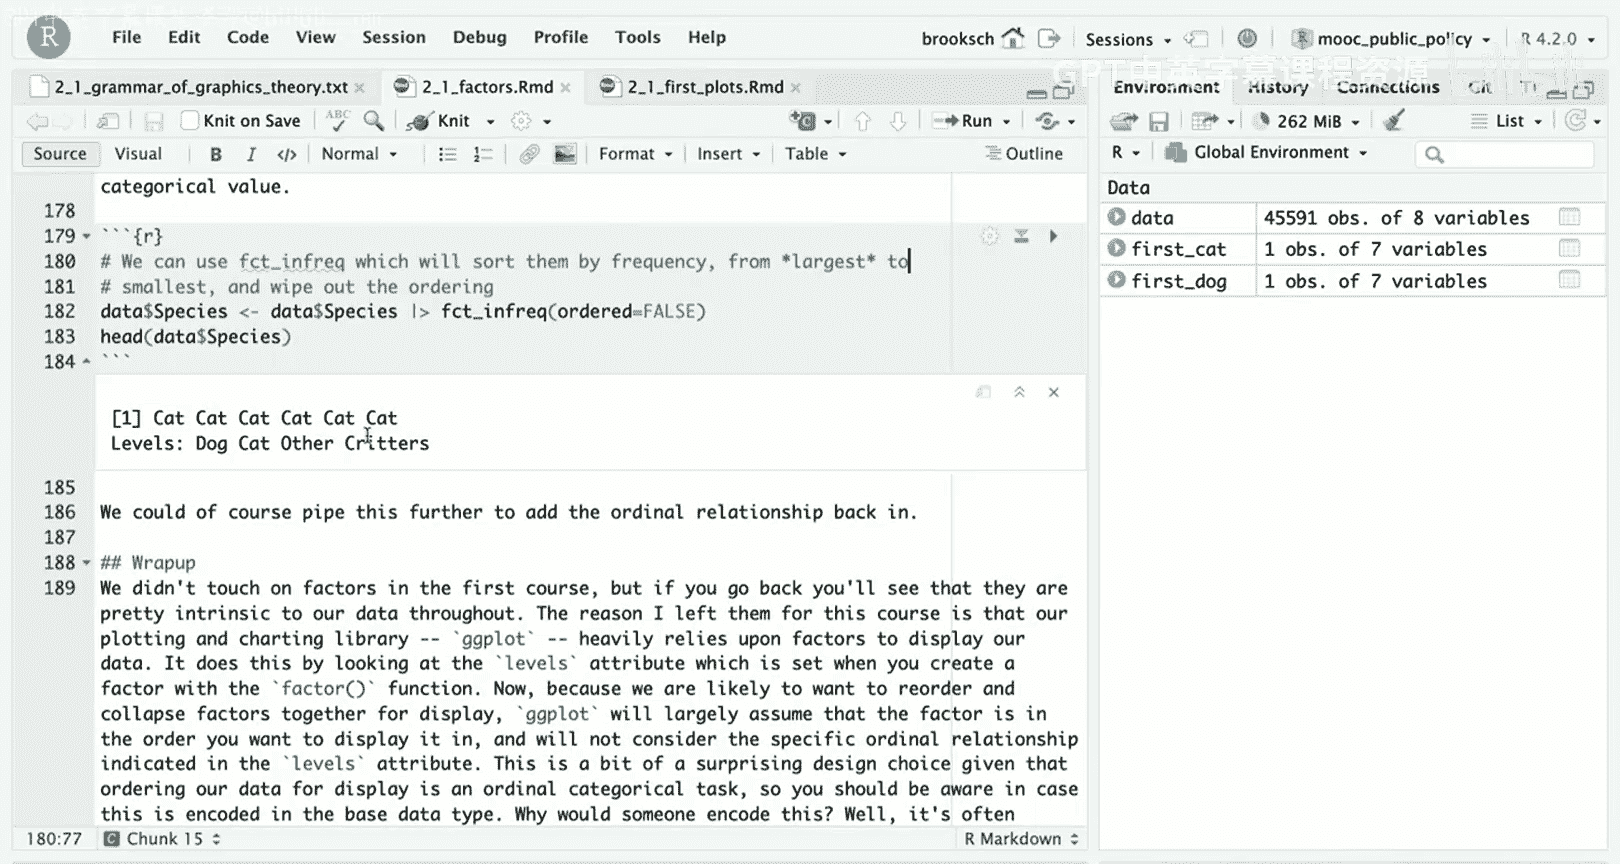 R File Edit Code View Session Debug Profile Tools Help brooksch Sessions mooc_public_policy R 4.2.0
GPT中英字幕课程资源
2_1_grammar_of_graphics_theory.txt 2_1_factors.Rmd 2_1_first_plots.Rmd
Environment History Connections Git
Knit on Save ABC Knit Run
262 MiB List
Source Visual B I Normal Format Insert Table Outline
R Global Environment
categorical value.
178
179 ```{r}
180 # We can use fct_infreq which will sort them by frequency, from *largest* to
181 # smallest, and wipe out the ordering
182 data$Species <- data$Species |> fct_infreq(ordered=FALSE)
183 head(data$Species)
184 ```
[1] Cat Cat Cat Cat Cat Cat
Levels: Dog Cat Other Critters
185
186 We could of course pipe this further to add the ordinal relationship back in.
187
188 ## Wrapup
189 We didn't touch on factors in the first course, but if you go back you'll see that they are
pretty intrinsic to our data throughout. The reason I left them for this course is that our
plotting and charting library -- `ggplot` -- heavily relies upon factors to display our
data. It does this by looking at the `levels` attribute which is set when you create a
factor with the `factor()` function. Now, because we are likely to want to reorder and
collapse factors together for display, `ggplot` will largely assume that the factor is in
the order you want to display it in, and will not consider the specific ordinal relationship
indicated in the `levels` attribute. This is a bit of a surprising design choice given that
ordering our data for display is an ordinal categorical task, so you should be aware in case
this is encoded in the base data type. Why would someone encode this? Well, it's often
180:77 C Chunk 15 R Markdown
Data
data 45591 obs. of 8 variables
first_cat 1 obs. of 7 variables
first_dog 1 obs. of 7 variables